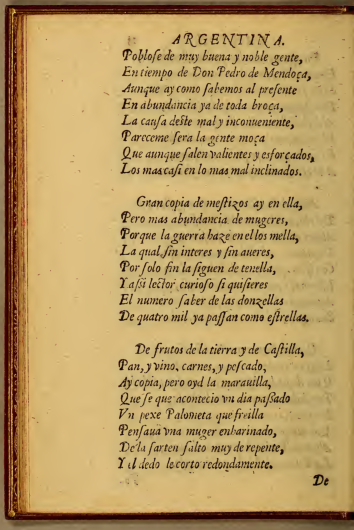 ARGENTINA.
Poblose de muy buena y noble gente,
En tiempo de Don Pedro de Mendoça,
Aunque ay como sabemos al presente
En abundancia ya de toda broça,
La causa deste mal y inconueniente,
Pareceme sera la gente moça
Que aunque salen valientes y esforçados,
Los mas casi en lo mas mal inclinados.
Gran copia de mestizos ay en ella,
Pero mas abundancia de mugeres,
Porque la guerra haze en ellos mella,
La qual sin interes y sin aueres,
Por solo fin la siguen de tenella,
Y assi lector curioso si quisieres
El numero saber de las donzellas
De quatro mil ya passan como estrellas.
De frutos de la tierra y de Castilla,
Pan, y vino, carnes, y pescado,
Ay copia, pero oyd la marauilla,
Que se que acontecio vn dia passado
Vn pexe Palometa que freilla
Pensaua vna muger enharinado,
De la sarten salto muy de repente,
Y el dedo le corto redondamente.
De